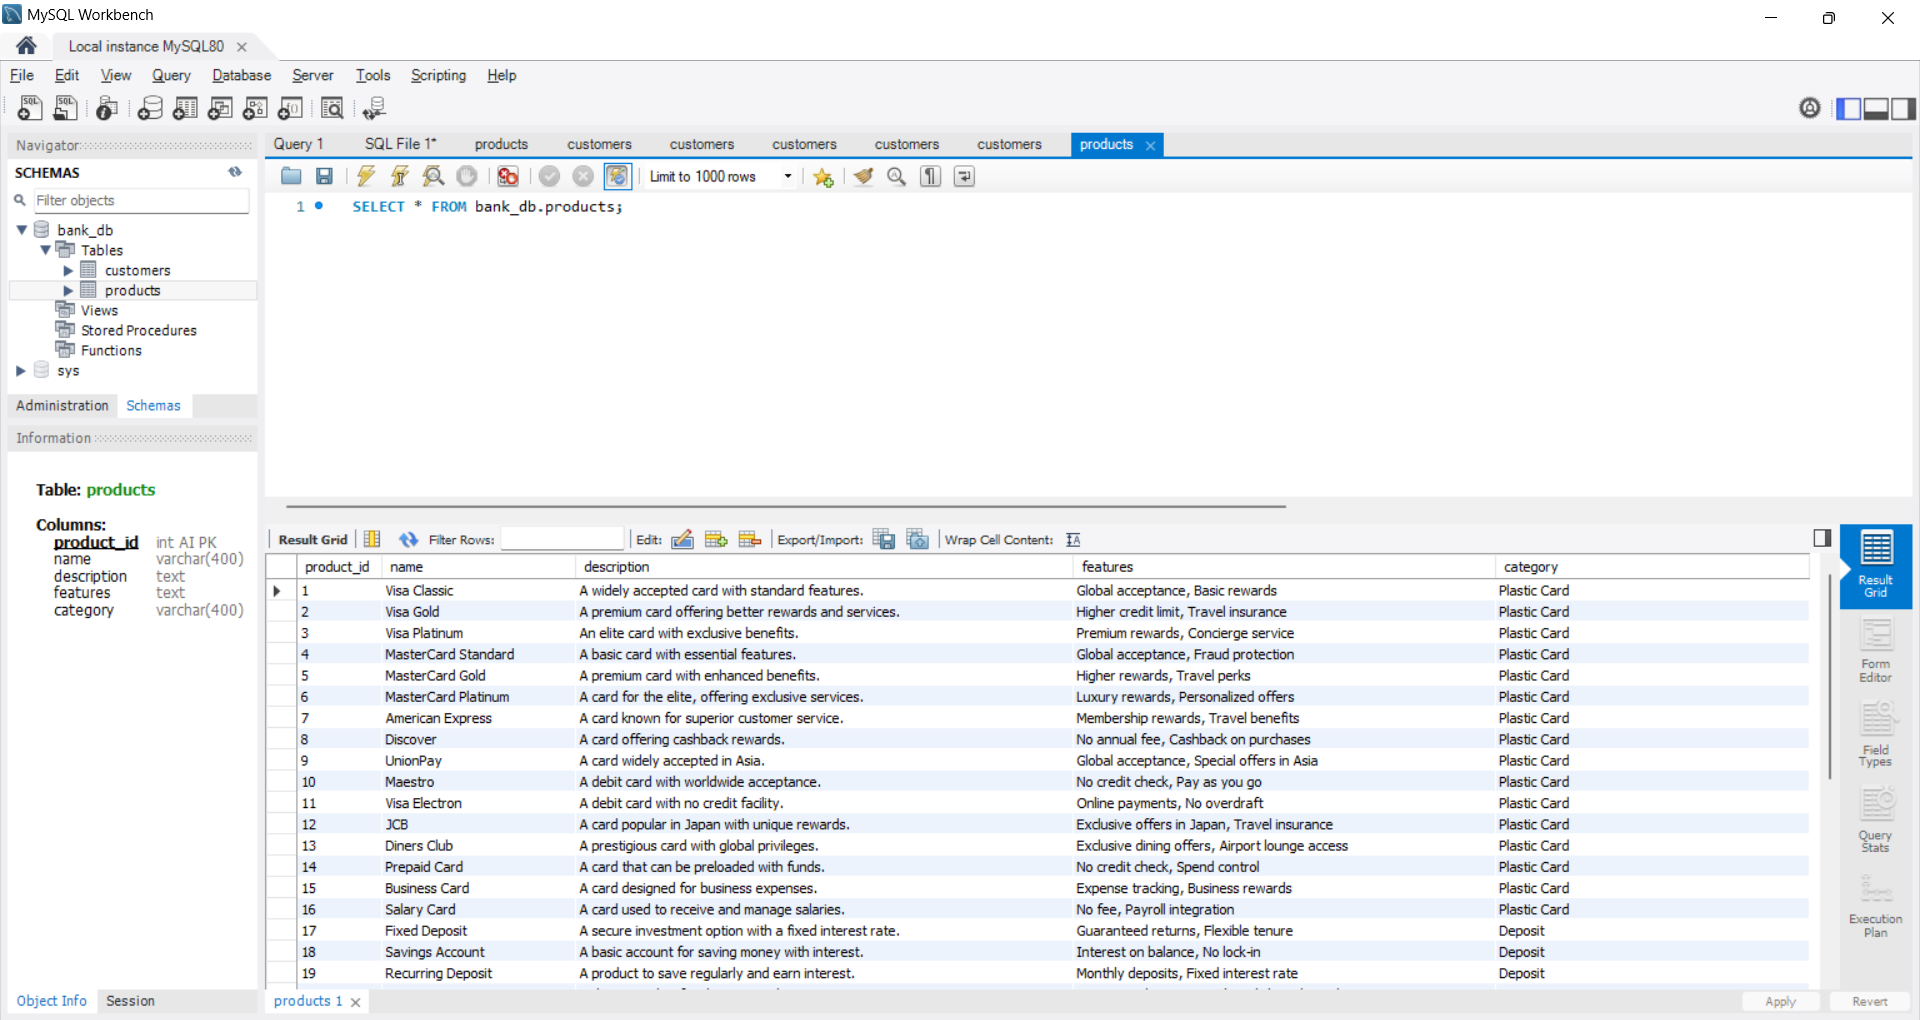 MySQL Workbench
Local instance MySQL80
File Edit View Query Database Server Tools Scripting Help
Navigator
Query 1 SQL File 1* products customers customers customers customers customers products
SCHEMAS
Limit to 1000 rows
Filter objects
1 SELECT * FROM bank_db.products;
bank_db
Tables
customers
products
Views
Stored Procedures
Functions
sys
Administration Schemas
Information
Table: products
Columns:
product_id int AI PK
name varchar(400)
description text
features text
category varchar(400)
Result Grid Filter Rows: Edit: Export/Import: Wrap Cell Content:
product_id name description features category
1 Visa Classic A widely accepted card with standard features. Global acceptance, Basic rewards Plastic Card
2 Visa Gold A premium card offering better rewards and services. Higher credit limit, Travel insurance Plastic Card
3 Visa Platinum An elite card with exclusive benefits. Premium rewards, Concierge service Plastic Card
4 MasterCard Standard A basic card with essential features. Global acceptance, Fraud protection Plastic Card
5 MasterCard Gold A premium card with enhanced benefits. Higher rewards, Travel perks Plastic Card
6 MasterCard Platinum A card for the elite, offering exclusive services. Luxury rewards, Personalized offers Plastic Card
7 American Express A card known for superior customer service. Membership rewards, Travel benefits Plastic Card
8 Discover A card offering cashback rewards. No annual fee, Cashback on purchases Plastic Card
9 UnionPay A card widely accepted in Asia. Global acceptance, Special offers in Asia Plastic Card
10 Maestro A debit card with worldwide acceptance. No credit check, Pay as you go Plastic Card
11 Visa Electron A debit card with no credit facility. Online payments, No overdraft Plastic Card
12 JCB A card popular in Japan with unique rewards. Exclusive offers in Japan, Travel insurance Plastic Card
13 Diners Club A prestigious card with global privileges. Exclusive dining offers, Airport lounge access Plastic Card
14 Prepaid Card A card that can be preloaded with funds. No credit check, Spend control Plastic Card
15 Business Card A card designed for business expenses. Expense tracking, Business rewards Plastic Card
16 Salary Card A card used to receive and manage salaries. No fee, Payroll integration Plastic Card
17 Fixed Deposit A secure investment option with a fixed interest rate. Guaranteed returns, Flexible tenure Deposit
18 Savings Account A basic account for saving money with interest. Interest on balance, No lock-in Deposit
19 Recurring Deposit A product to save regularly and earn interest. Monthly deposits, Fixed interest rate Deposit
Result
Grid
Form
Editor
Field
Types
Query
Stats
Execution
Plan
Object Info Session
products 1
Apply Revert